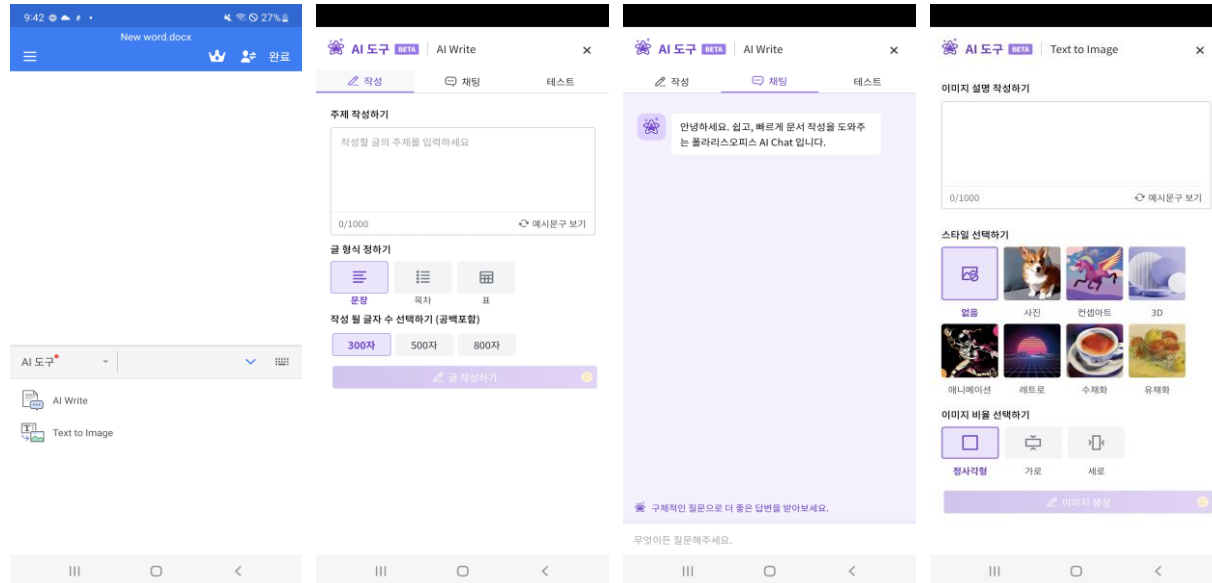 9:42
27%
New word.docx
완료
AI 도구
AI Write
Text to Image
AI 도구 BETA AI Write
작성 채팅 테스트
주제 작성하기
작성할 글의 주제를 입력하세요
0/1000 예시문구 보기
글 형식 정하기
문장 목차 표
작성 될 글자 수 선택하기 (공백포함)
300자 500자 800자
글 작성하기
AI 도구 BETA AI Write
작성 채팅 테스트
안녕하세요. 쉽고, 빠르게 문서 작성을 도와주
는 폴라리스오피스 AI Chat 입니다.
구체적인 질문으로 더 좋은 답변을 받아보세요.
무엇이든 질문해주세요.
AI 도구 BETA Text to Image
이미지 설명 작성하기
0/1000 예시문구 보기
스타일 선택하기
없음 사진 컨셉아트 3D
애니메이션 레트로 수채화 유채화
이미지 비율 선택하기
정사각형 가로 세로
이미지 생성